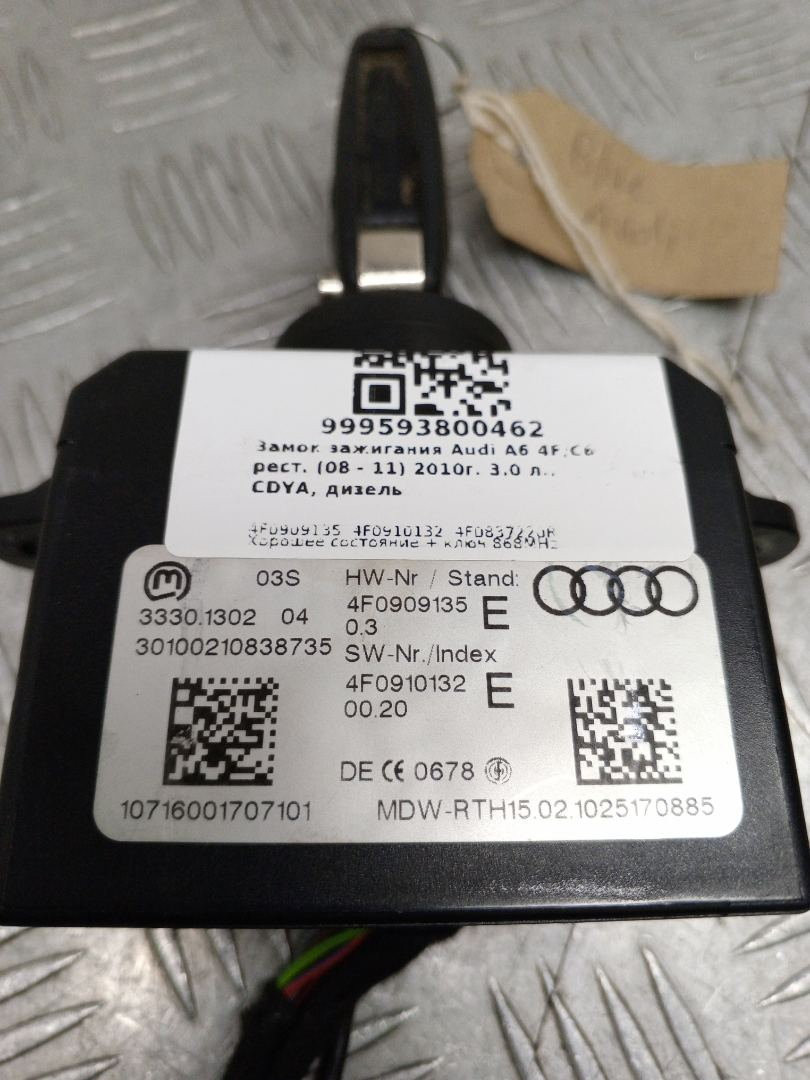 999593800462
Замок зажигания Audi A6 4F,C6
рест. (08 - 11) 2010г. 3.0 л..
CDYA, дизель
4F0909135 4F0910132 4F0837220R
Хорошее состояние + ключ 868MHz
03S HW-Nr / Stand:
3330.1302 04 4F0909135 E
0.3
30100210838735 SW-Nr./Index
4F0910132 E
00.20
DE CE 0678
10716001707101 MDW-RTH15.02.1025170885